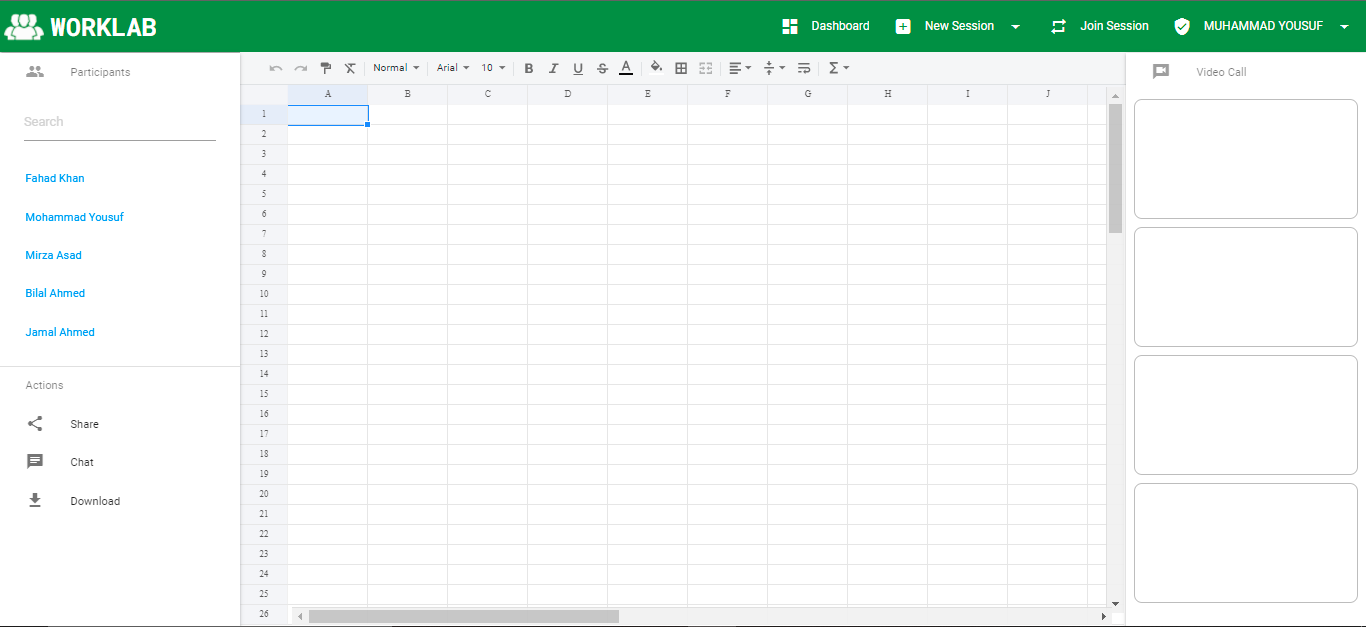 WORKLAB
Dashboard
New Session
Join Session
MUHAMMAD YOUSUF
Participants
Search
Fahad Khan
Mohammad Yousuf
Mirza Asad
Bilal Ahmed
Jamal Ahmed
Actions
Share
Chat
Download
Normal Arial 10 B I U S A Σ
A B C D E F G H I J
1
2
3
4
5
6
7
8
9
10
11
12
13
14
15
16
17
18
19
20
21
22
23
24
25
26
Video Call